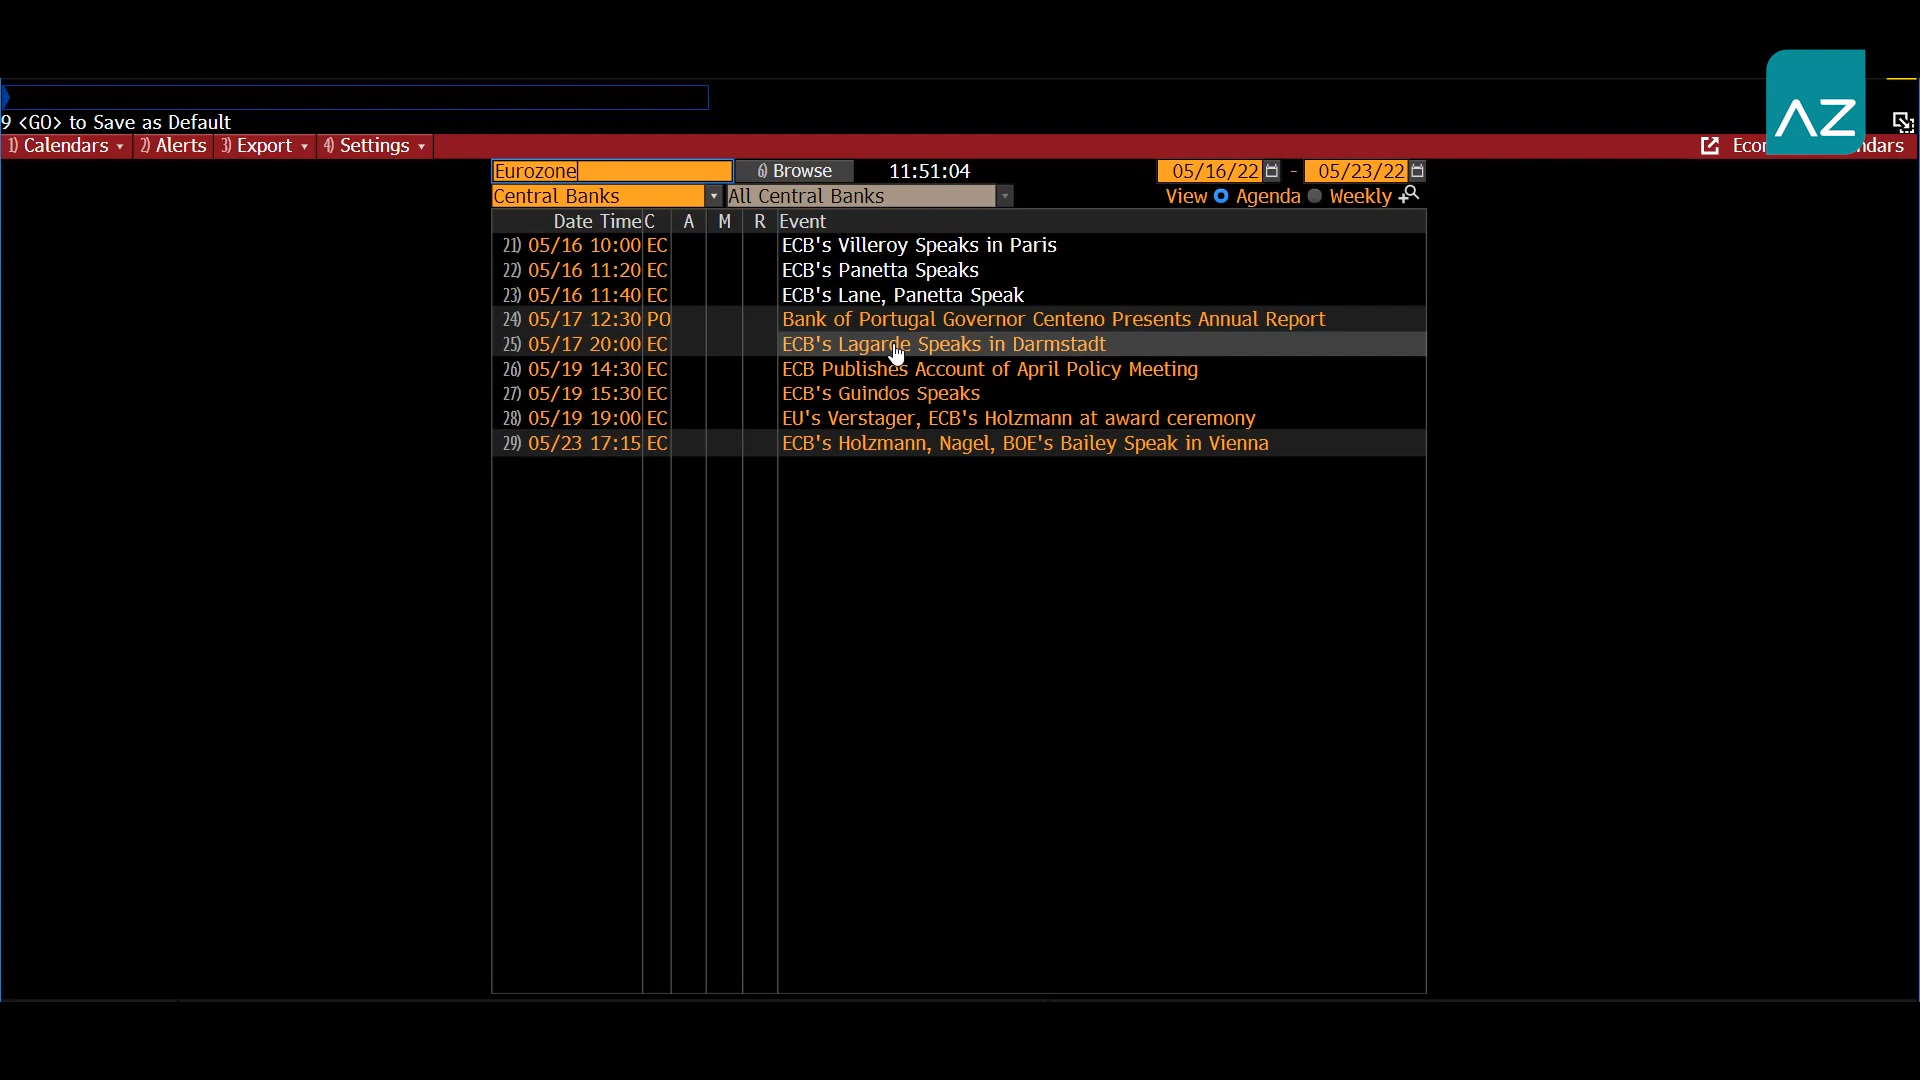 AZ
9 <GO> to Save as Default
1) Calendars 2) Alerts 3) Export 4) Settings
Eurozone 6) Browse 11:51:04 05/16/22 - 05/23/22
Central Banks All Central Banks View Agenda Weekly
Date Time C A M R Event
21) 05/16 10:00 EC ECB's Villeroy Speaks in Paris
22) 05/16 11:20 EC ECB's Panetta Speaks
23) 05/16 11:40 EC ECB's Lane, Panetta Speak
24) 05/17 12:30 PO Bank of Portugal Governor Centeno Presents Annual Report
25) 05/17 20:00 EC ECB's Lagarde Speaks in Darmstadt
26) 05/19 14:30 EC ECB Publishes Account of April Policy Meeting
27) 05/19 15:30 EC ECB's Guindos Speaks
28) 05/19 19:00 EC EU's Verstager, ECB's Holzmann at award ceremony
29) 05/23 17:15 EC ECB's Holzmann, Nagel, BOE's Bailey Speak in Vienna